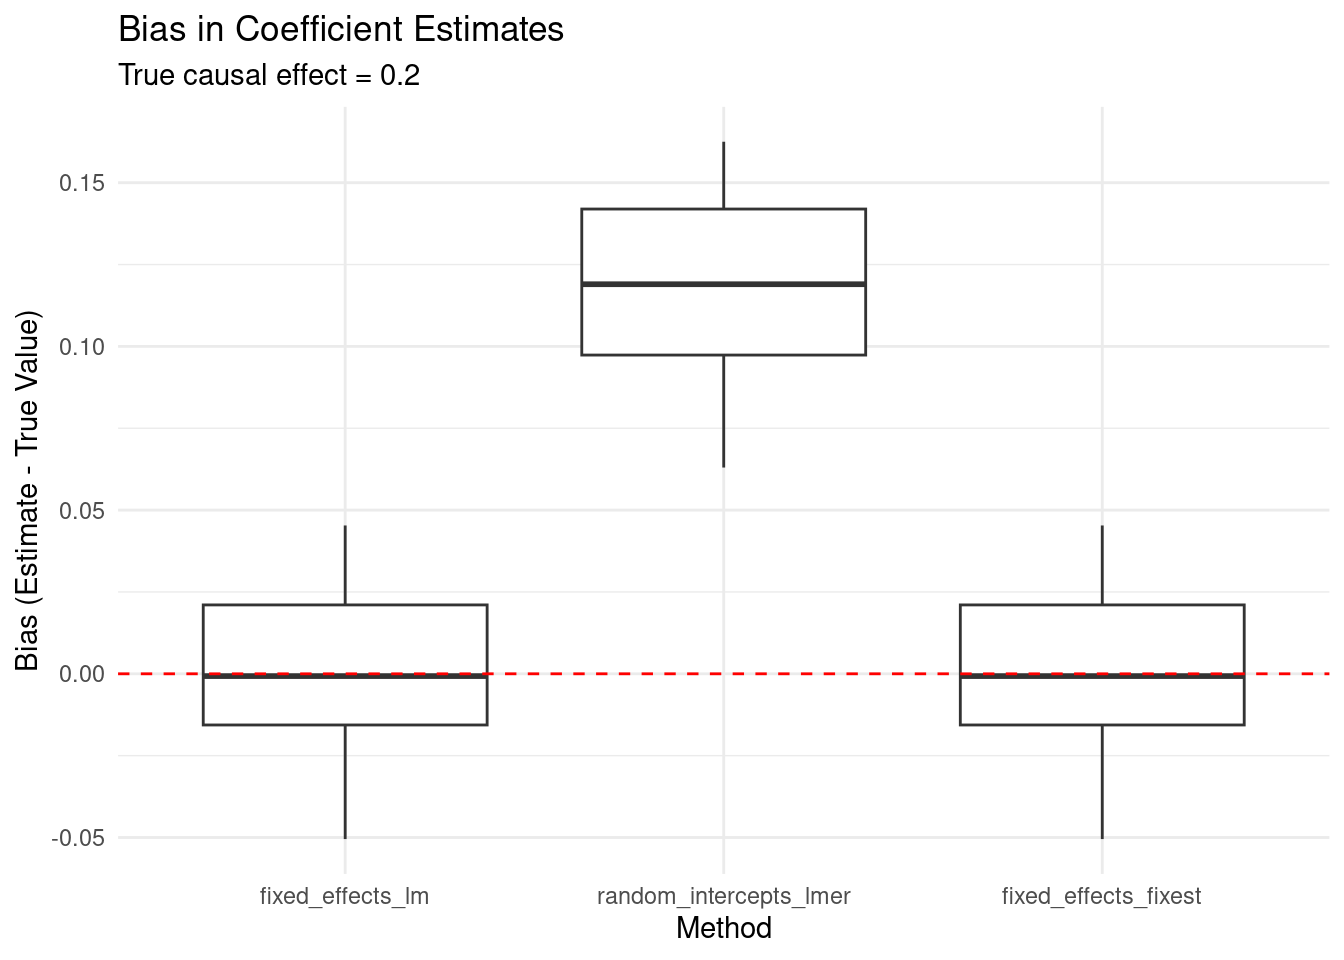 Bias in Coefficient Estimates
True causal effect = 0.2
Bias (Estimate - True Value)
0.15
0.10
0.05
0.00
-0.05
fixed_effects_lm random_intercepts_lmer fixed_effects_fixest
Method